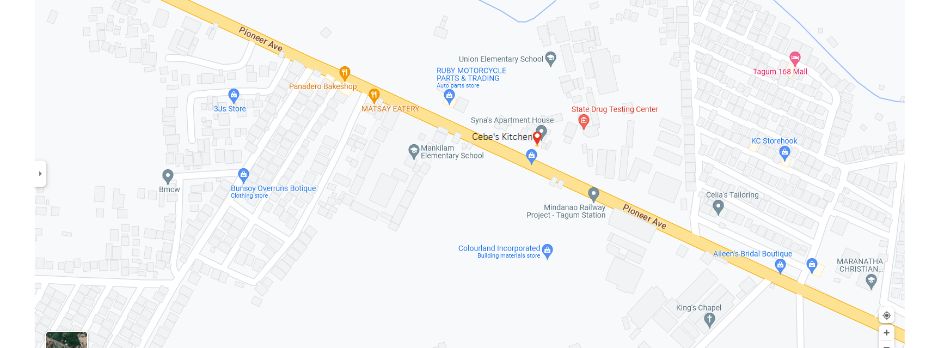 Pioneer Ave
Union Elementary School
Tagum 168 Mall
RUBY MOTORCYCLE
PARTS & TRADING
Auto parts store
Panadero Bakeshop
3Js Store
MATSAY EATERY
State Drug Testing Center
Syna's Apartment House
Cebe's Kitchen
KC Storehook
Mankilam
Elementary School
Bmcw
Bunsoy Overruns Botique
Clothing store
Celia's Tailoring
Mindanao Railway
Project - Tagum Station
Pioneer Ave
Colourland Incorporated
Building materials store
Aileen's Bridal Boutique
MARANATHA
CHRISTIAN...
King's Chapel